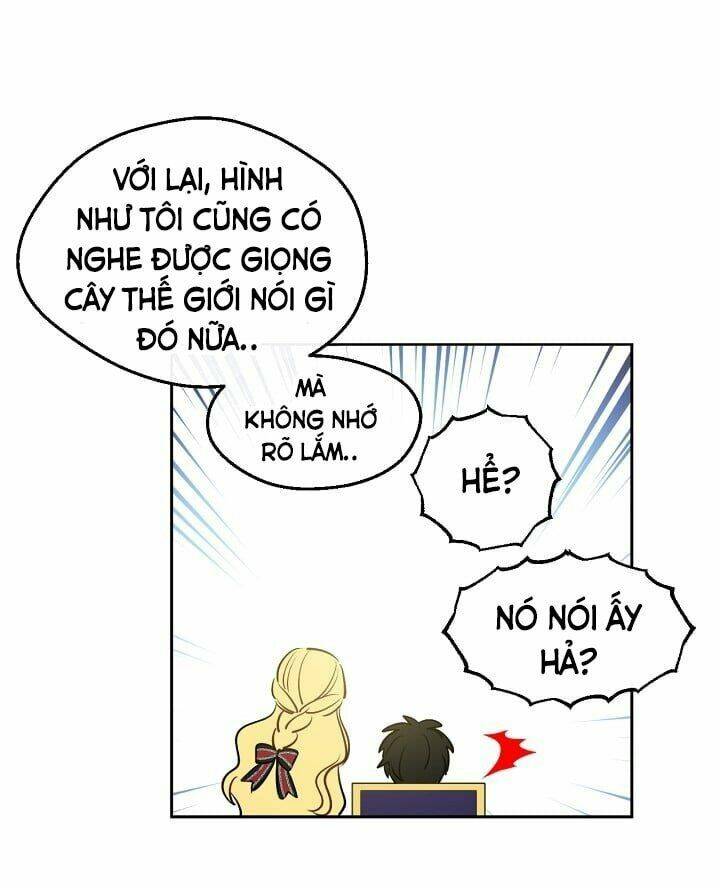 VỚI LẠI, HÌNH
NHƯ TÔI CŨNG CÓ
NGHE ĐƯỢC GIỌNG
CÂY THẾ GIỚI NÓI GÌ
ĐÓ NỮA..
MÀ
KHÔNG NHỚ
RÕ LẮM..
HỂ?
NÓ NÓI ẤY
HẢ?